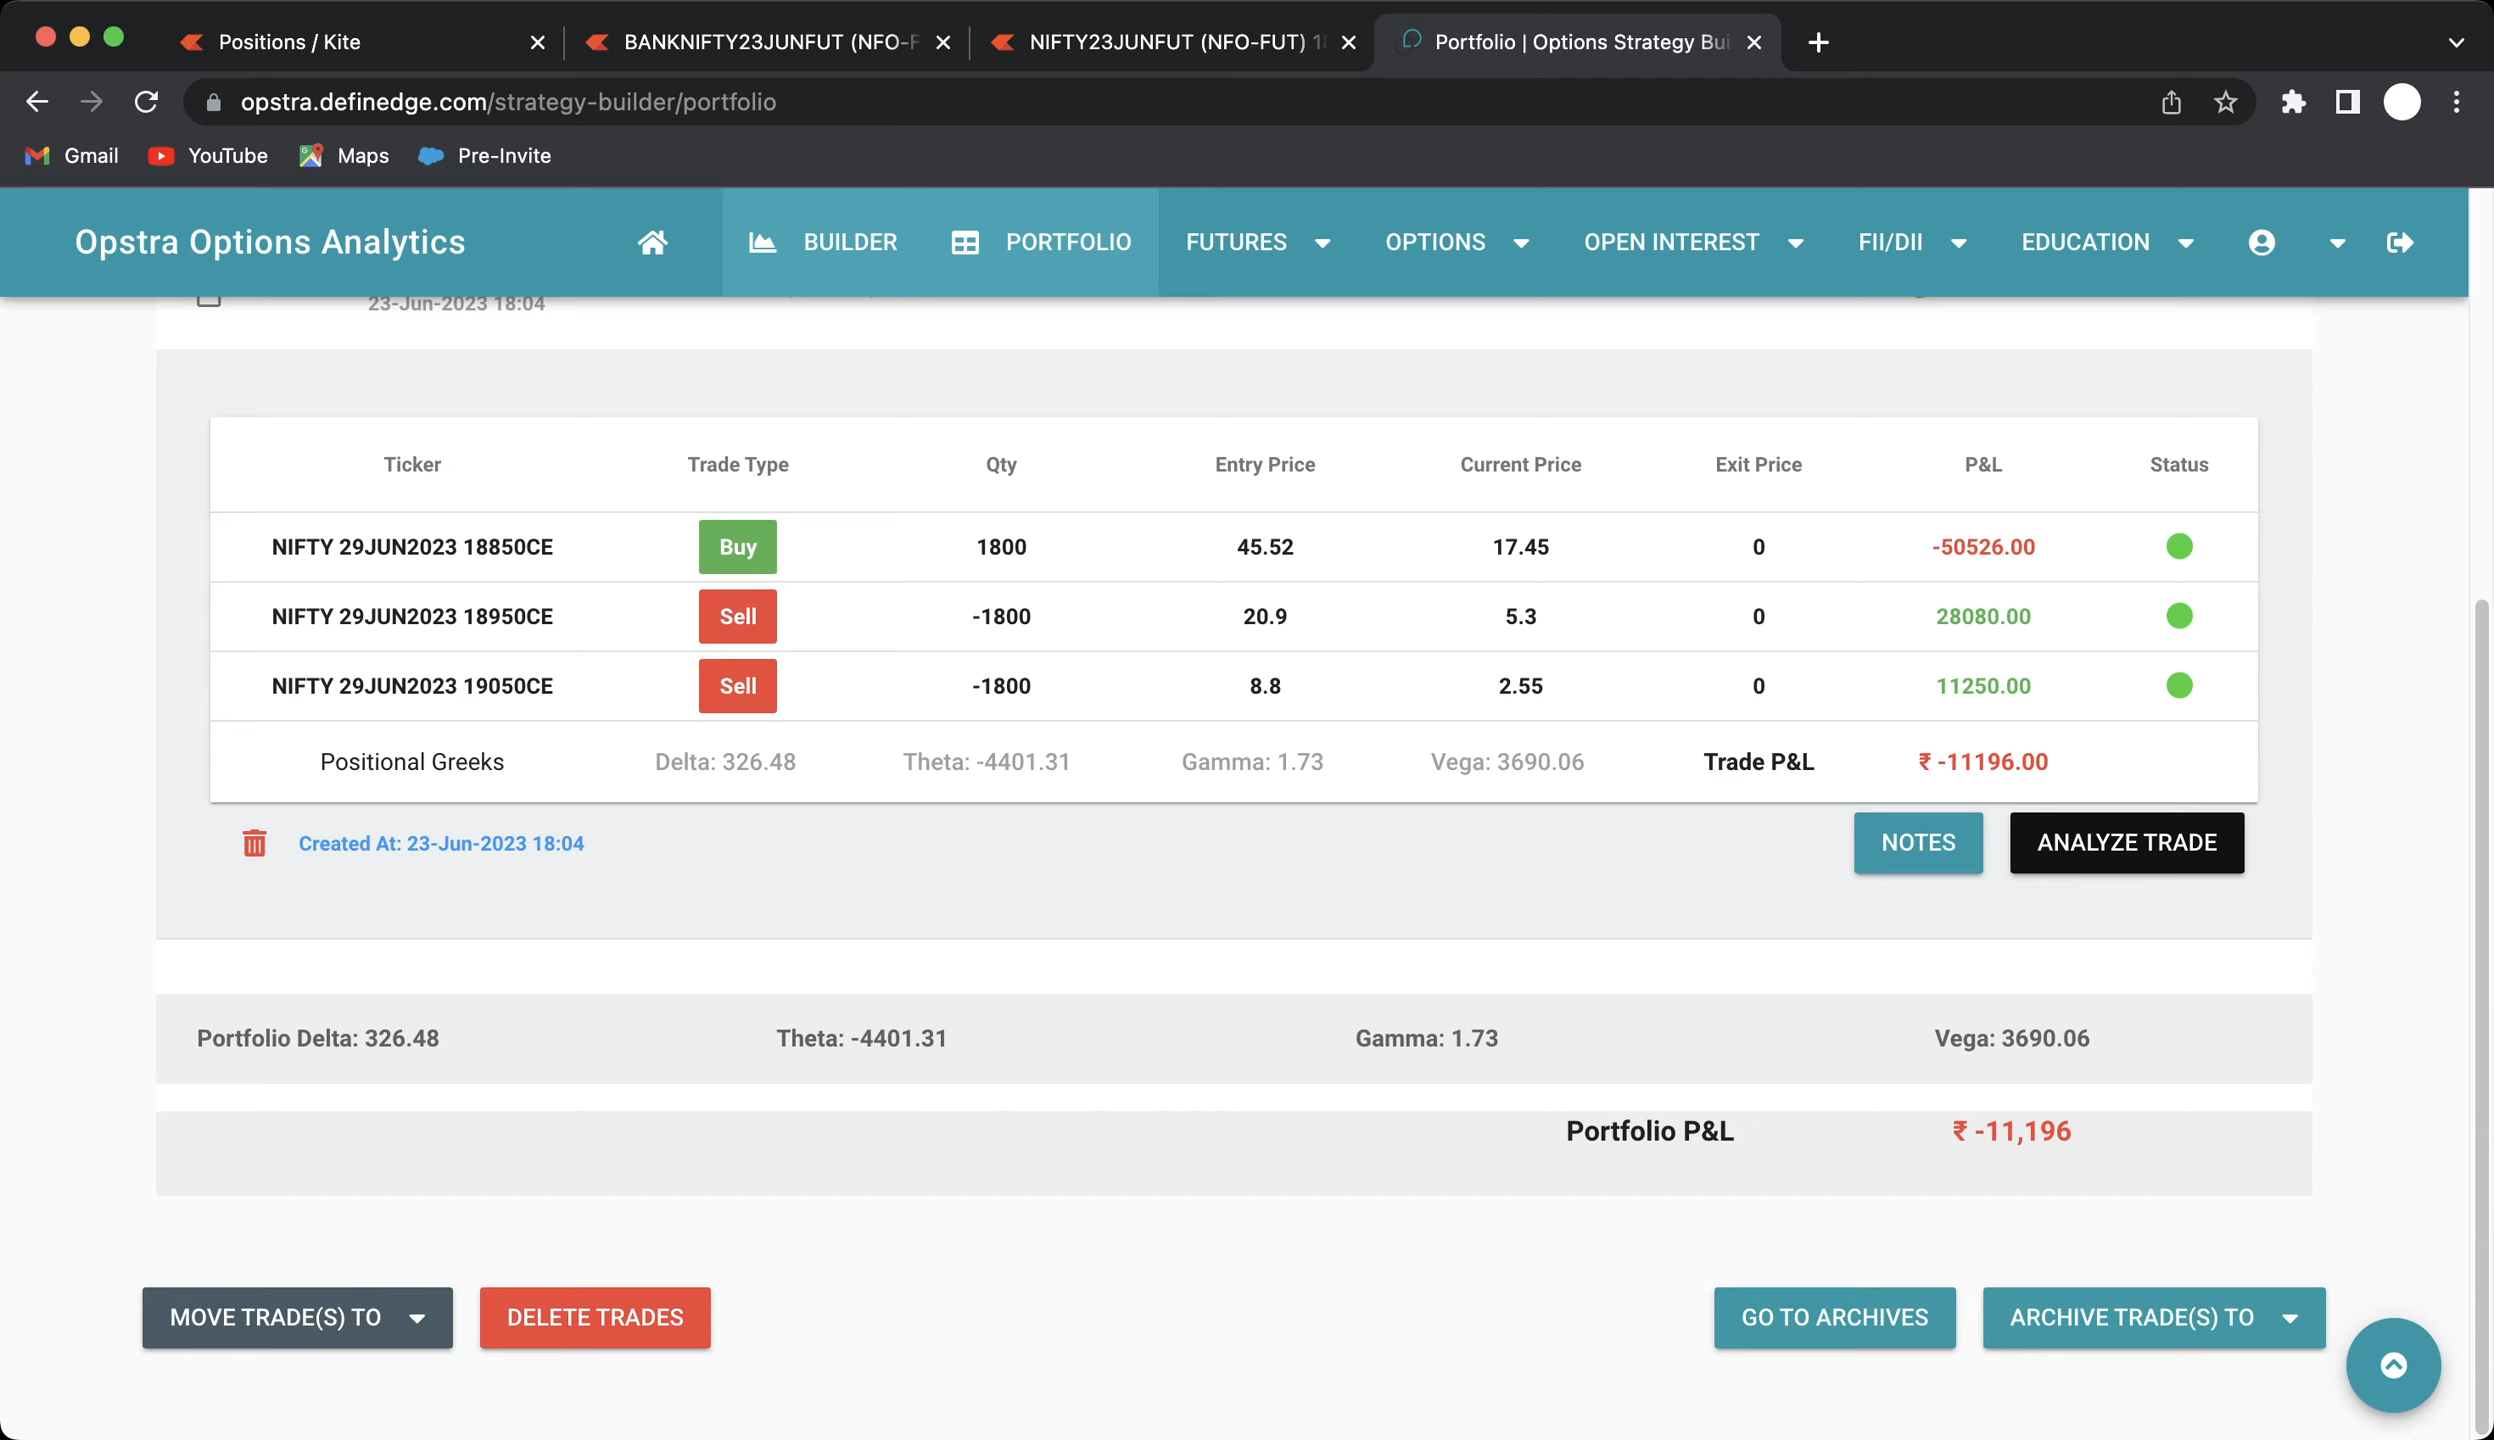 Positions / Kite
BANKNIFTY23JUNFUT (NFO-F
NIFTY23JUNFUT (NFO-FUT) 1
Portfolio | Options Strategy Bui
opstra.definedge.com/strategy-builder/portfolio
Gmail YouTube Maps Pre-Invite
Opstra Options Analytics BUILDER PORTFOLIO FUTURES OPTIONS OPEN INTEREST FII/DII EDUCATION
23-Jun-2023 18:04
Ticker Trade Type Qty Entry Price Current Price Exit Price P&L Status
NIFTY 29JUN2023 18850CE Buy 1800 45.52 17.45 0 -50526.00
NIFTY 29JUN2023 18950CE Sell -1800 20.9 5.3 0 28080.00
NIFTY 29JUN2023 19050CE Sell -1800 8.8 2.55 0 11250.00
Positional Greeks Delta: 326.48 Theta: -4401.31 Gamma: 1.73 Vega: 3690.06 Trade P&L ₹ -11196.00
Created At: 23-Jun-2023 18:04 NOTES ANALYZE TRADE
Portfolio Delta: 326.48 Theta: -4401.31 Gamma: 1.73 Vega: 3690.06
Portfolio P&L ₹ -11,196
MOVE TRADE(S) TO DELETE TRADES GO TO ARCHIVES ARCHIVE TRADE(S) TO